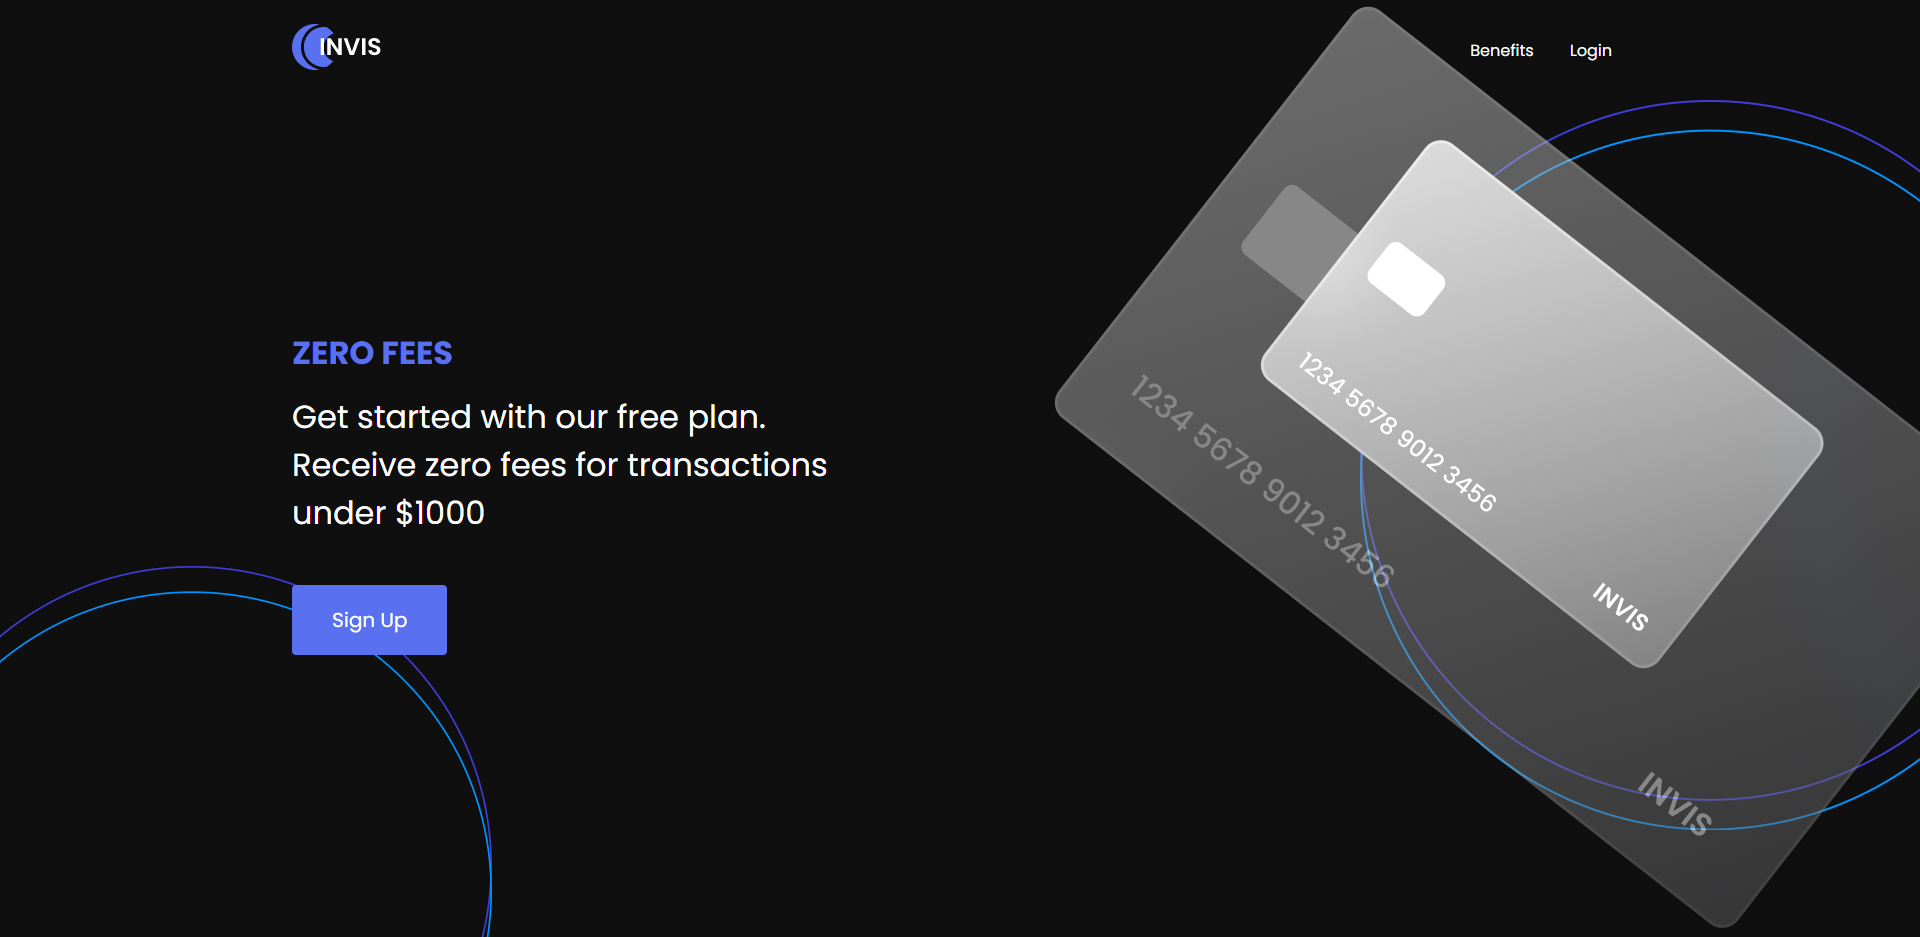 INVIS
Benefits
Login
ZERO FEES
Get started with our free plan.
Receive zero fees for transactions
under $1000
Sign Up
1234 5678 9012 3456
INVIS
1234 5678 9012 3456
INVIS